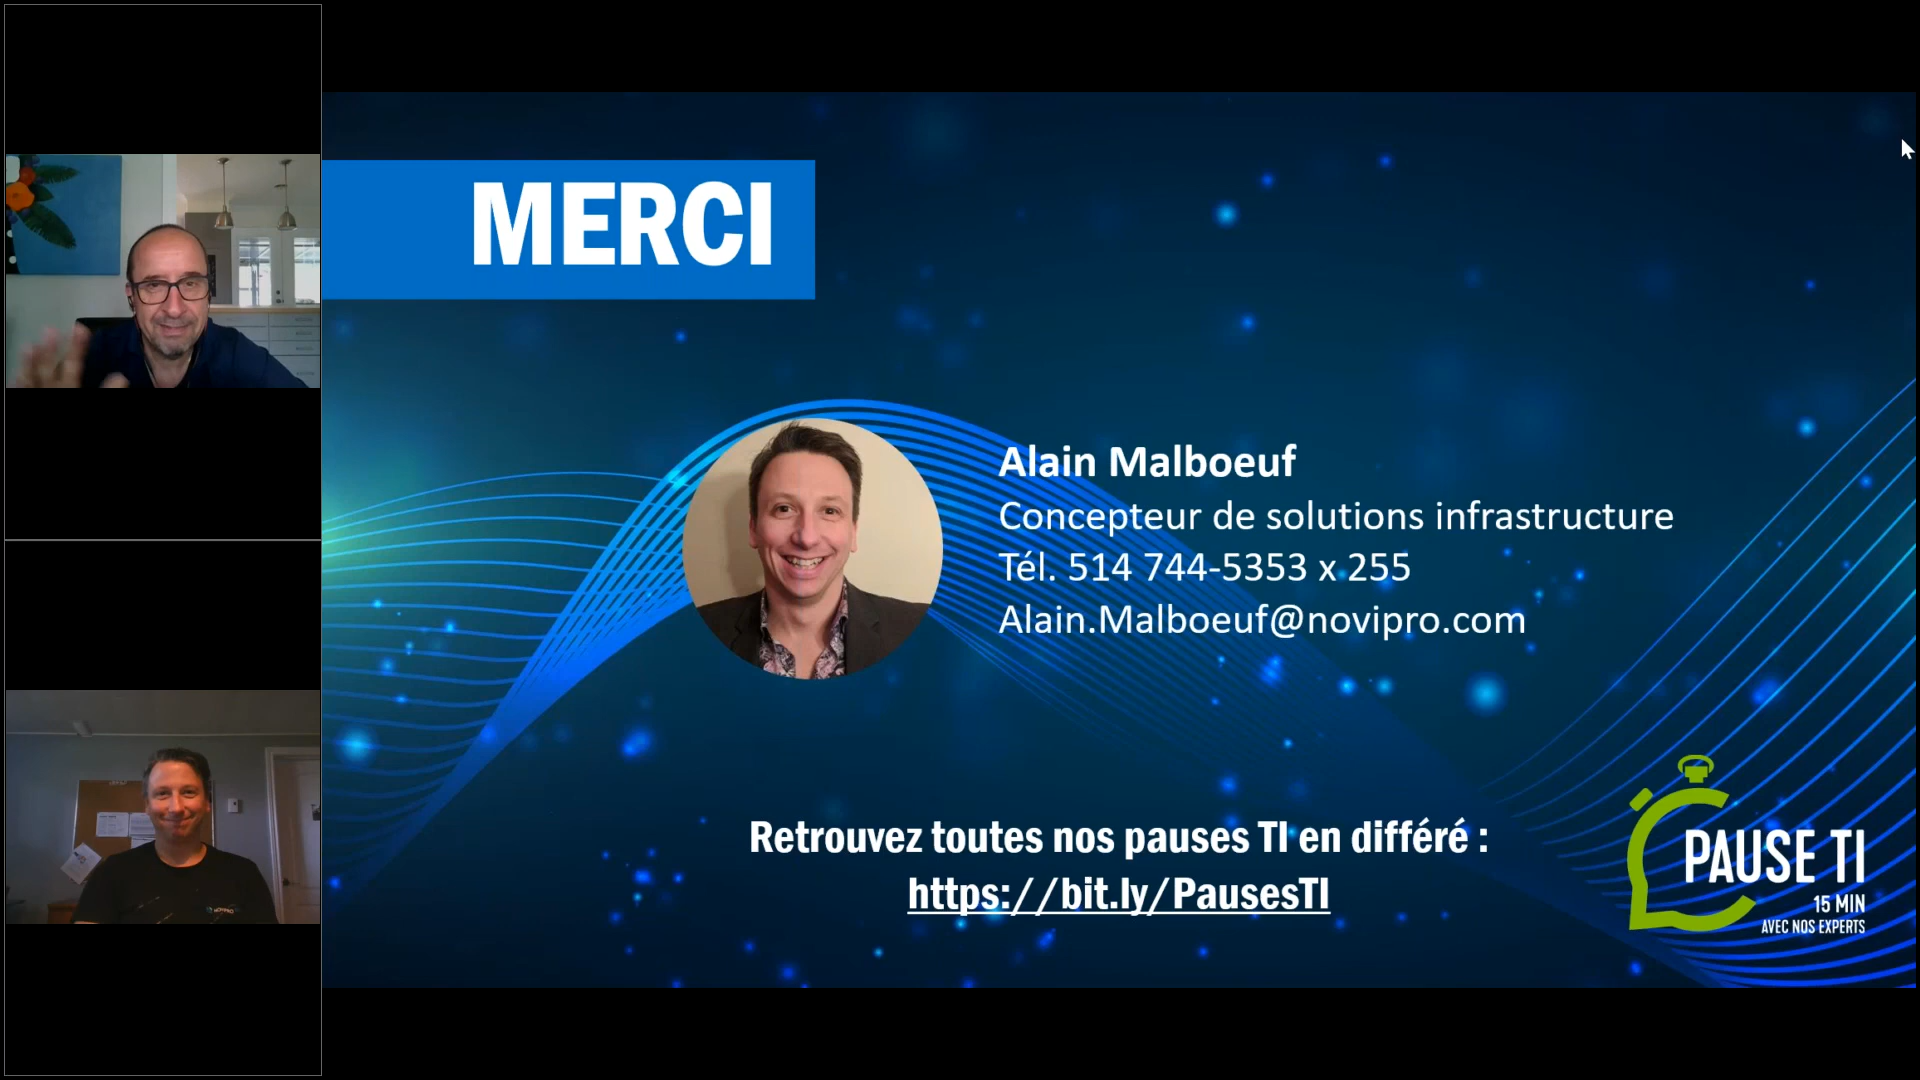 MERCI
Alain Malboeuf
Concepteur de solutions infrastructure
Tél. 514 744-5353 x 255
Alain.Malboeuf@novipro.com
Retrouvez toutes nos pauses TI en différé :
https://bit.ly/PausesTI
PAUSE TI
15 MIN
AVEC NOS EXPERTS